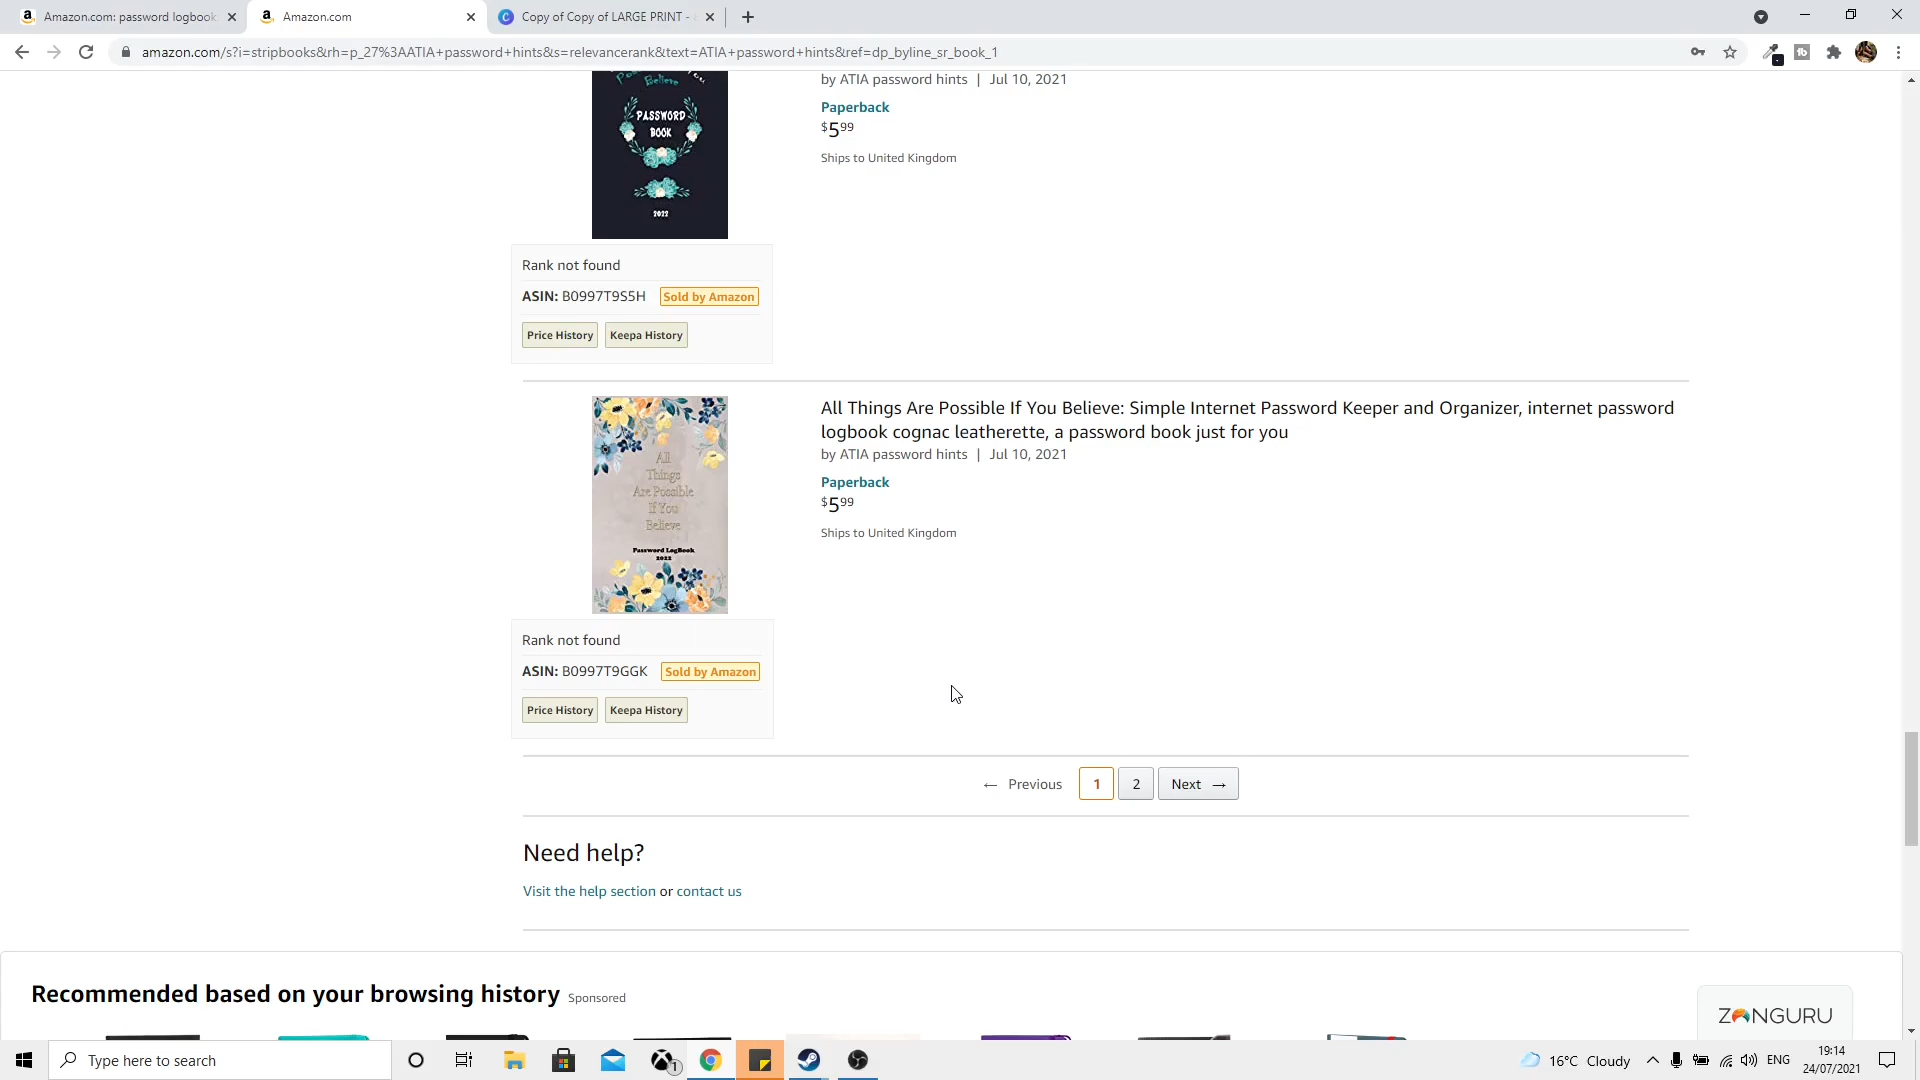 Amazon.com: password logbook
Amazon.com
Copy of Copy of LARGE PRINT -
amazon.com/s?i=stripbooks&rh=p_27%3AATIA+password+hints&s=relevancerank&text=ATIA+password+hints&ref=dp_byline_sr_book_1
Believe
PASSWORD
BOOK
2022
by ATIA password hints | Jul 10, 2021
Paperback
$5.99
Ships to United Kingdom
Rank not found
ASIN: B0997T9S5H Sold by Amazon
Price History Keepa History
All
Things
Are Possible
If You
Believe
Password LogBook
2022
All Things Are Possible If You Believe: Simple Internet Password Keeper and Organizer, internet password
logbook cognac leatherette, a password book just for you
by ATIA password hints | Jul 10, 2021
Paperback
$5.99
Ships to United Kingdom
Rank not found
ASIN: B0997T9GGK Sold by Amazon
Price History Keepa History
← Previous 1 2 Next →
Need help?
Visit the help section or contact us
Recommended based on your browsing history Sponsored
ZONGURU
Type here to search
1
16°C Cloudy
ENG
19:14
24/07/2021